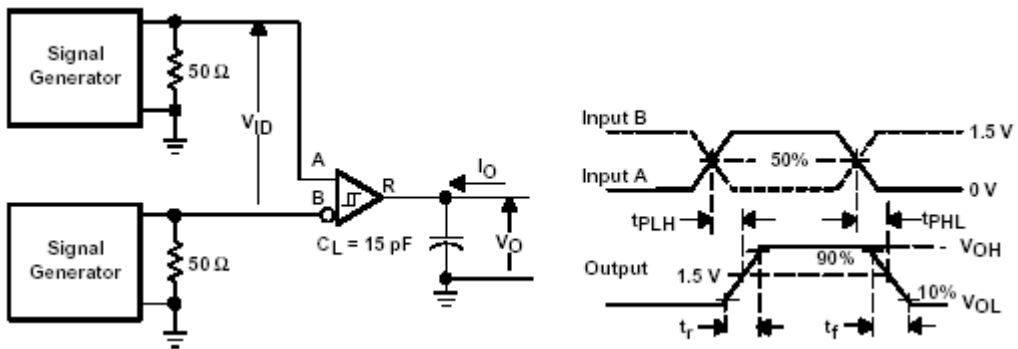 Signal
Generator
50 Ω
VID
A
B
R
IO
CL = 15 pF
VO
Signal
Generator
50 Ω
Input B
1.5 V
50%
Input A
0 V
tPLH
tPHL
VOH
90%
Output
1.5 V
10%
VOL
tr
tf